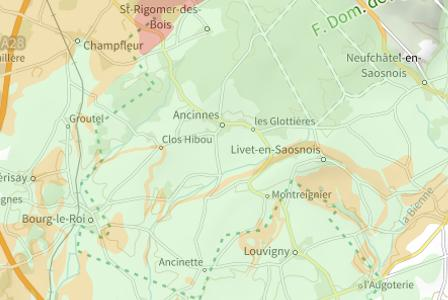 St-Rigomer-des-
Bois
F. Dom. de
A28
Champfleur
Neufchâtel-en-
Saosnois
Ancinnes
les Glottières
Groutel
Clos Hibou
Livet-en-Saosnois
Montreignier
la Bienne
Bourg-le-Roi
Louvigny
Ancinette
l'Augoterie